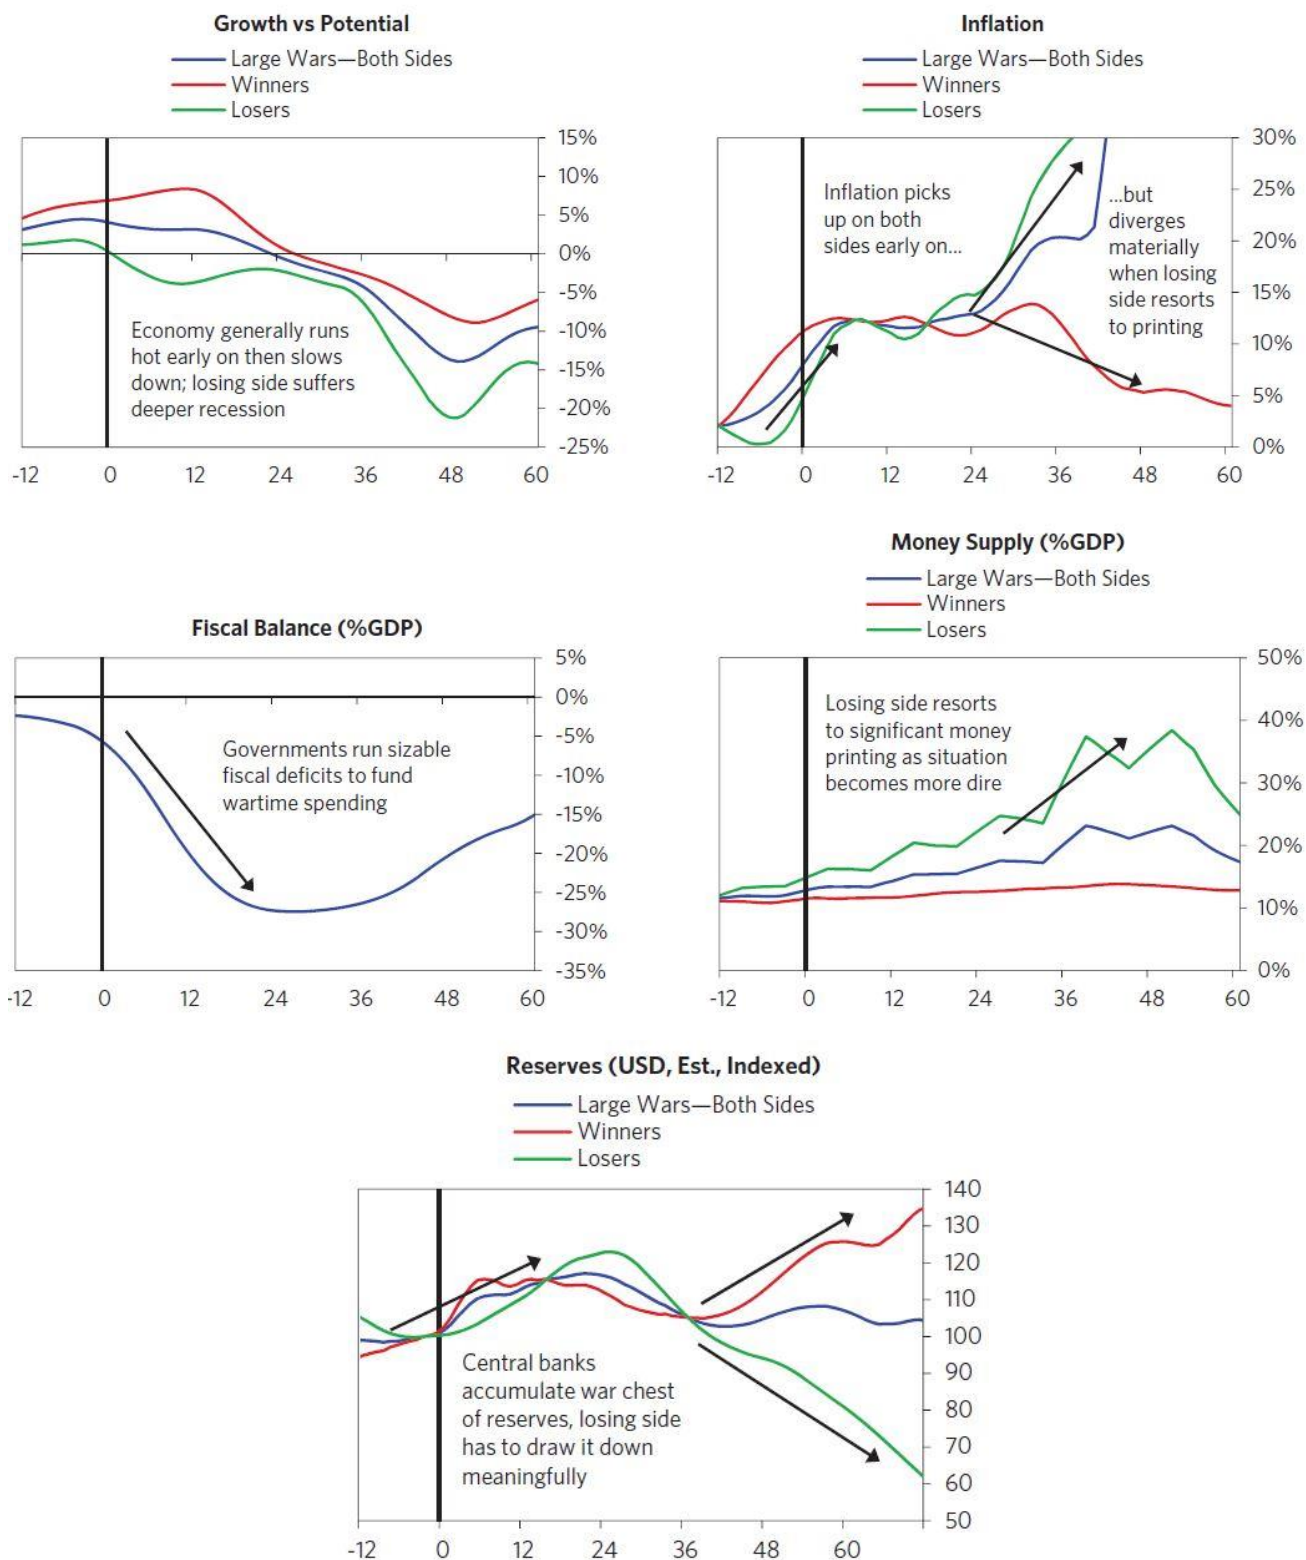 Growth vs Potential
Large Wars—Both Sides
Winners
Losers
15%
10%
5%
0%
-5%
-10%
-15%
-20%
-25%
Economy generally runs
hot early on then slows
down; losing side suffers
deeper recession
-12 0 12 24 36 48 60
Inflation
Large Wars—Both Sides
Winners
Losers
30%
25%
20%
15%
10%
5%
0%
Inflation picks
up on both
sides early on...
...but
diverges
materially
when losing
side resorts
to printing
-12 0 12 24 36 48 60
Fiscal Balance (%GDP)
5%
0%
-5%
-10%
-15%
-20%
-25%
-30%
-35%
Governments run sizable
fiscal deficits to fund
wartime spending
-12 0 12 24 36 48 60
Money Supply (%GDP)
Large Wars—Both Sides
Winners
Losers
50%
40%
30%
20%
10%
0%
Losing side resorts
to significant money
printing as situation
becomes more dire
-12 0 12 24 36 48 60
Reserves (USD, Est., Indexed)
Large Wars—Both Sides
Winners
Losers
140
130
120
110
100
90
80
70
60
50
Central banks
accumulate war chest
of reserves, losing side
has to draw it down
meaningfully
-12 0 12 24 36 48 60